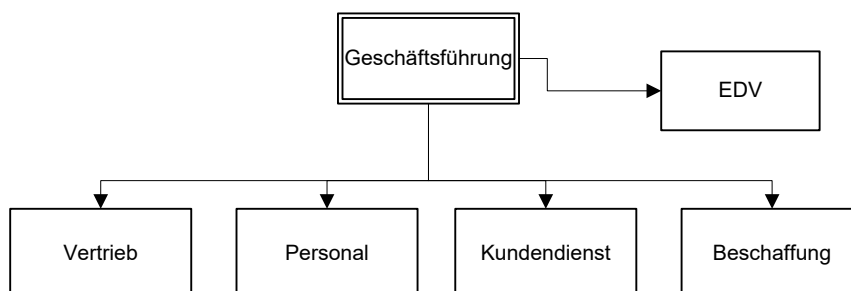 Geschäftsführung
EDV
Vertrieb
Personal
Kundendienst
Beschaffung